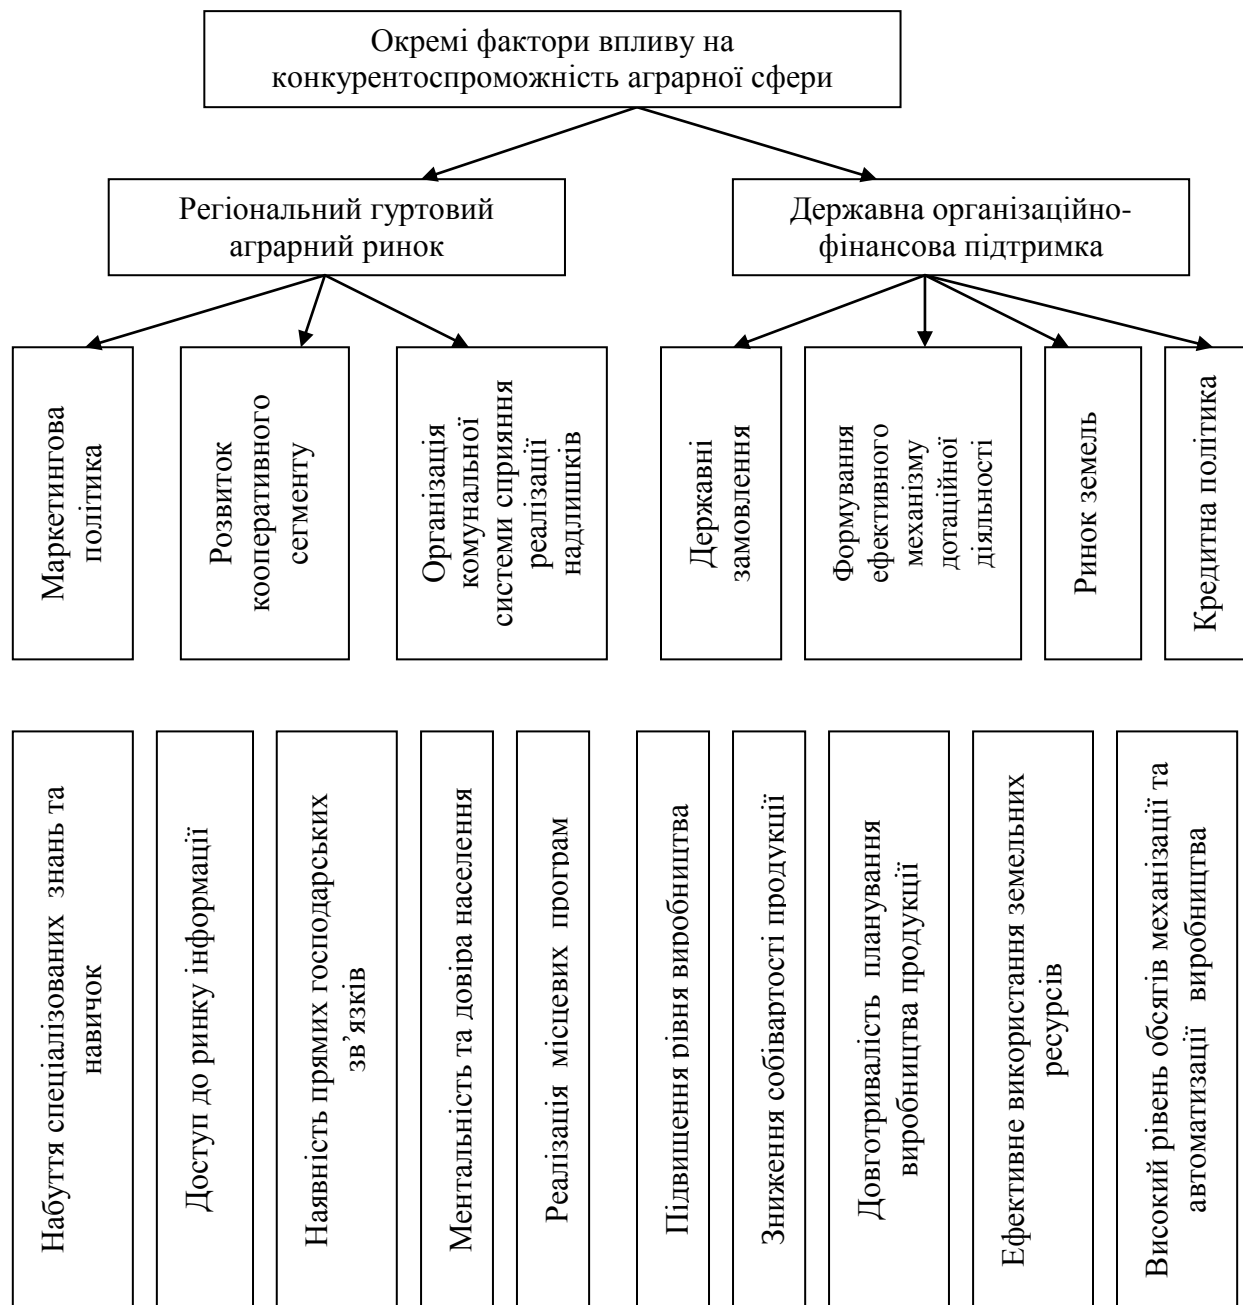 Окремі фактори впливу на
конкурентоспроможність аграрної сфери
Регіональний гуртовий
аграрний ринок
Державна організаційно-
фінансова підтримка
Маркетингова
політика
Розвиток
кооперативного
сегменту
Організація
комунальної
системи сприяння
реалізації
надлишків
Державні
замовлення
Формування
ефективного
механізму
дотаційної
діяльності
Ринок земель
Кредитна політика
Набуття спеціалізованих знань та
навичок
Доступ до ринку інформації
Наявність прямих господарських
зв’язків
Ментальність та довіра населення
Реалізація місцевих програм
Підвищення рівня виробництва
Зниження собівартості продукції
Довготривалість планування
виробництва продукції
Ефективне використання земельних
ресурсів
Високий рівень обсягів механізації та
автоматизації виробництва